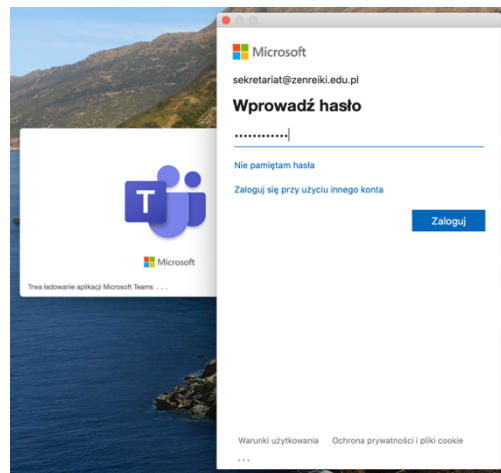 Microsoft
sekretariat@zenreiki.edu.pl
Wprowadź hasło
Nie pamiętam hasła
Zaloguj się przy użyciu innego konta
Zaloguj
T
Microsoft
Trwa ładowanie aplikacji Microsoft Teams . . .
Warunki użytkowania Ochrona prywatności i pliki cookie
...